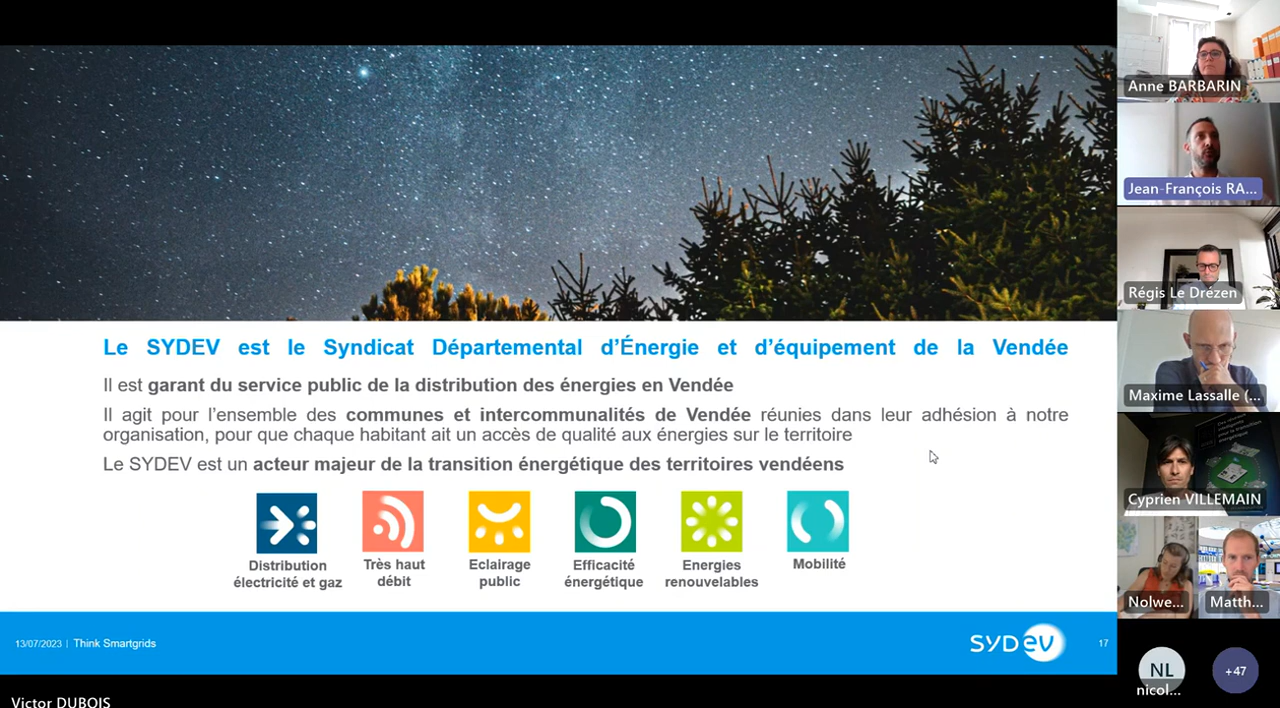 Le SYDEV est le Syndicat Départemental d'Énergie et d'équipement de la Vendée
Il est garant du service public de la distribution des énergies en Vendée
Il agit pour l'ensemble des communes et intercommunalités de Vendée réunies dans leur adhésion à notre
organisation, pour que chaque habitant ait un accès de qualité aux énergies sur le territoire
Le SYDEV est un acteur majeur de la transition énergétique des territoires vendéens
Distribution
électricité et gaz
Très haut
débit
Eclairage
public
Efficacité
énergétique
Energies
renouvelables
Mobilité
13/07/2023 | Think Smartgrids
SYDEV
17
Victor DUBOIS
Anne BARBARIN
Jean-François RA...
Régis Le Drezen
Maxime Lassalle (...
Cyprien VILLEMAIN
Nolwe...
Matth...
NL
nicol...
+47